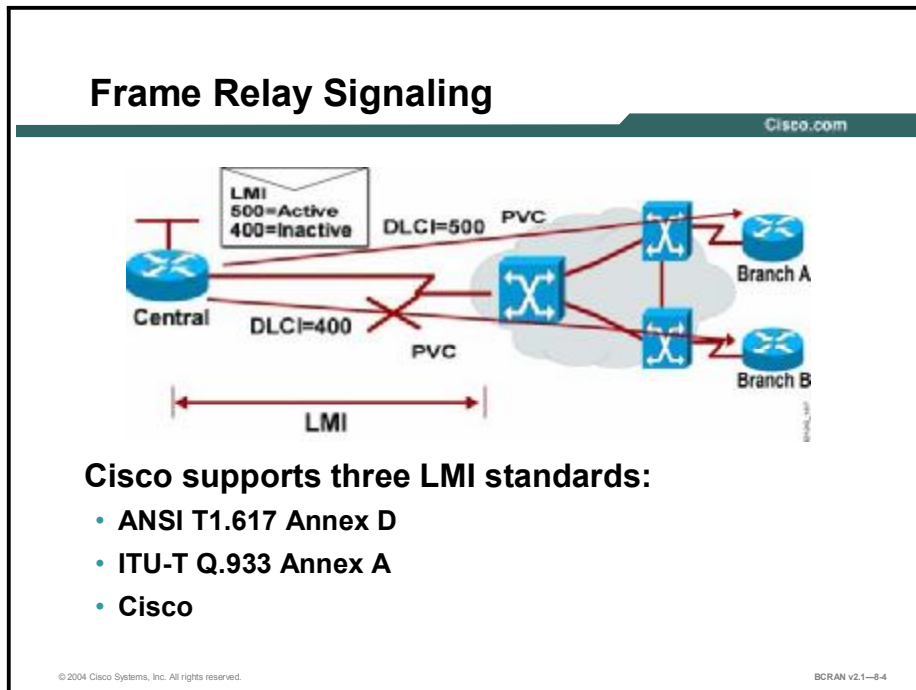 Frame Relay Signaling
Cisco.com
LMI
500=Active
400=Inactive
DLCI=500
PVC
Branch A
Central
DLCI=400
PVC
Branch B
LMI
Cisco supports three LMI standards:
• ANSI T1.617 Annex D
• ITU-T Q.933 Annex A
• Cisco
© 2004 Cisco Systems, Inc. All rights reserved.
BCRAN v2.1—8-4